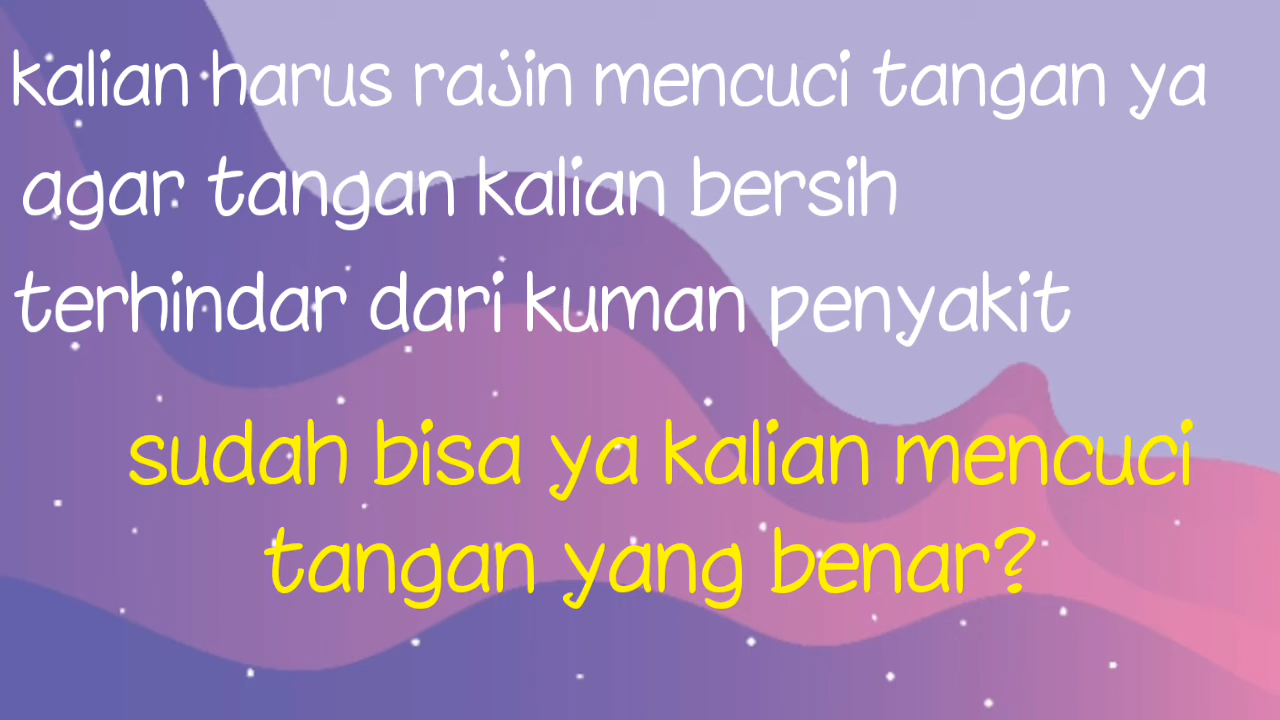 kalian harus rajin mencuci tangan ya
agar tangan kalian bersih
terhindar dari kuman penyakit
sudah bisa ya kalian mencuci
tangan yang benar?